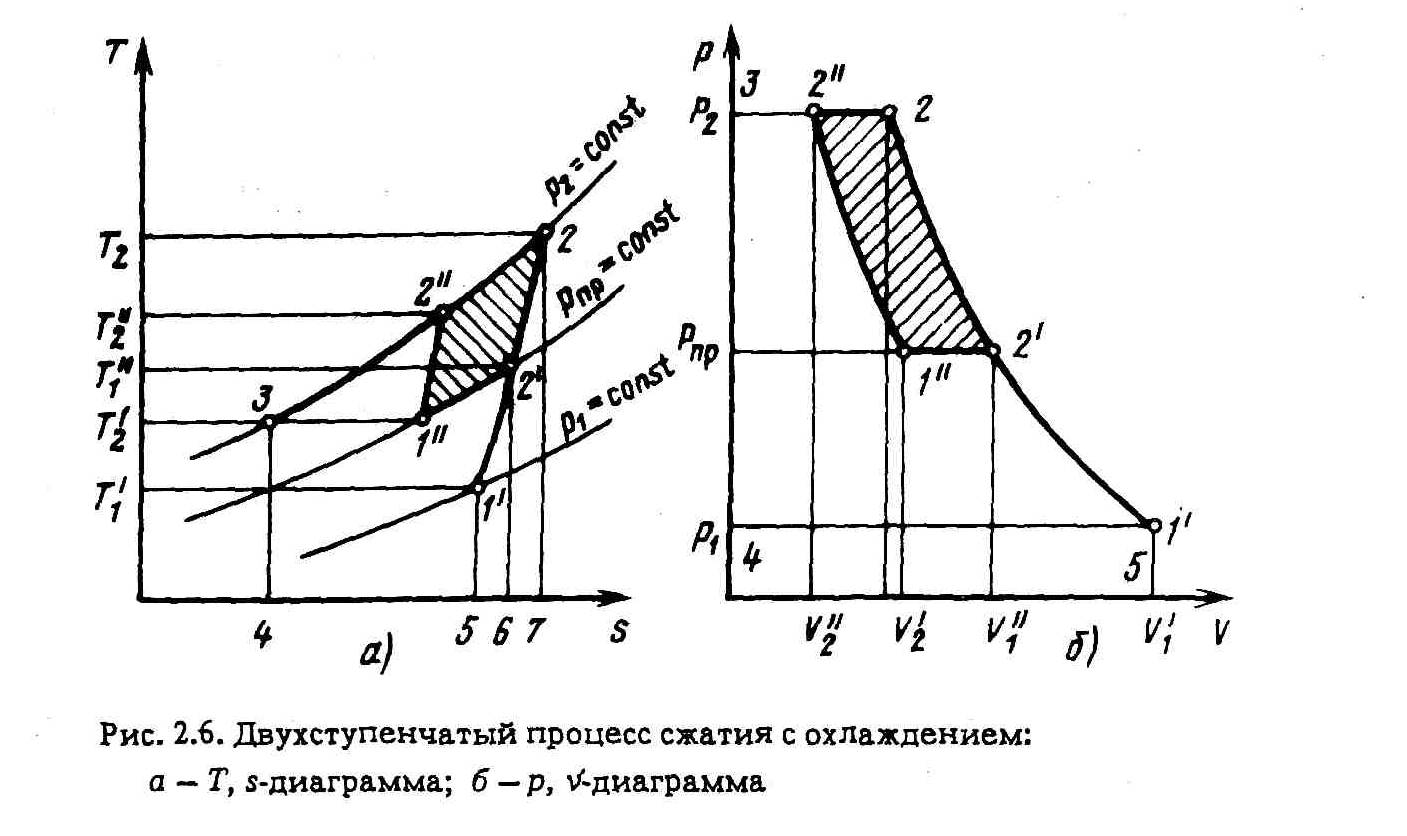 T
p₂ = const
T₂
2
2"
pпр = const
T₂"
T₁"
2'
3
T₂'
1"
p₁ = const
T₁'
1'
4
5
6
7
s
а)
p
3
2"
2
p₂
pпр
1"
2'
p₁
4
5
1'
v₂"
v₂'
v₁"
v₁'
v
б)
Рис. 2.6. Двухступенчатый процесс сжатия с охлаждением:
а – T, s-диаграмма; б – p, v-диаграмма